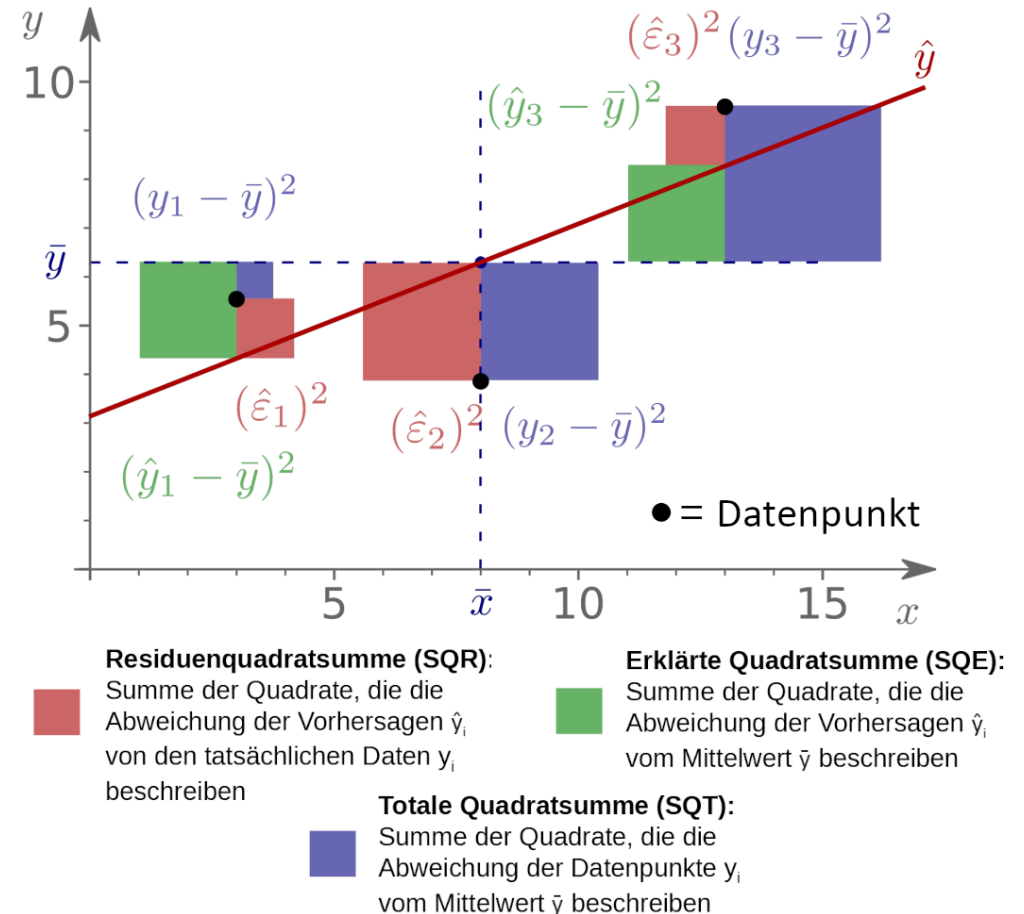 y
(ε̂₃)² (y₃ − ȳ)²
ŷ
10
(ŷ₃ − ȳ)²
(y₁ − ȳ)²
ȳ
5
(ε̂₁)²
(ε̂₂)² (y₂ − ȳ)²
(ŷ₁ − ȳ)²
= Datenpunkt
5 x̄ 10 15 x
Residuenquadratsumme (SQR):
Summe der Quadrate, die die
Abweichung der Vorhersagen ŷᵢ
von den tatsächlichen Daten yᵢ
beschreiben
Erklärte Quadratsumme (SQE):
Summe der Quadrate, die die
Abweichung der Vorhersagen ŷᵢ
vom Mittelwert ȳ beschreiben
Totale Quadratsumme (SQT):
Summe der Quadrate, die die
Abweichung der Datenpunkte yᵢ
vom Mittelwert ȳ beschreiben